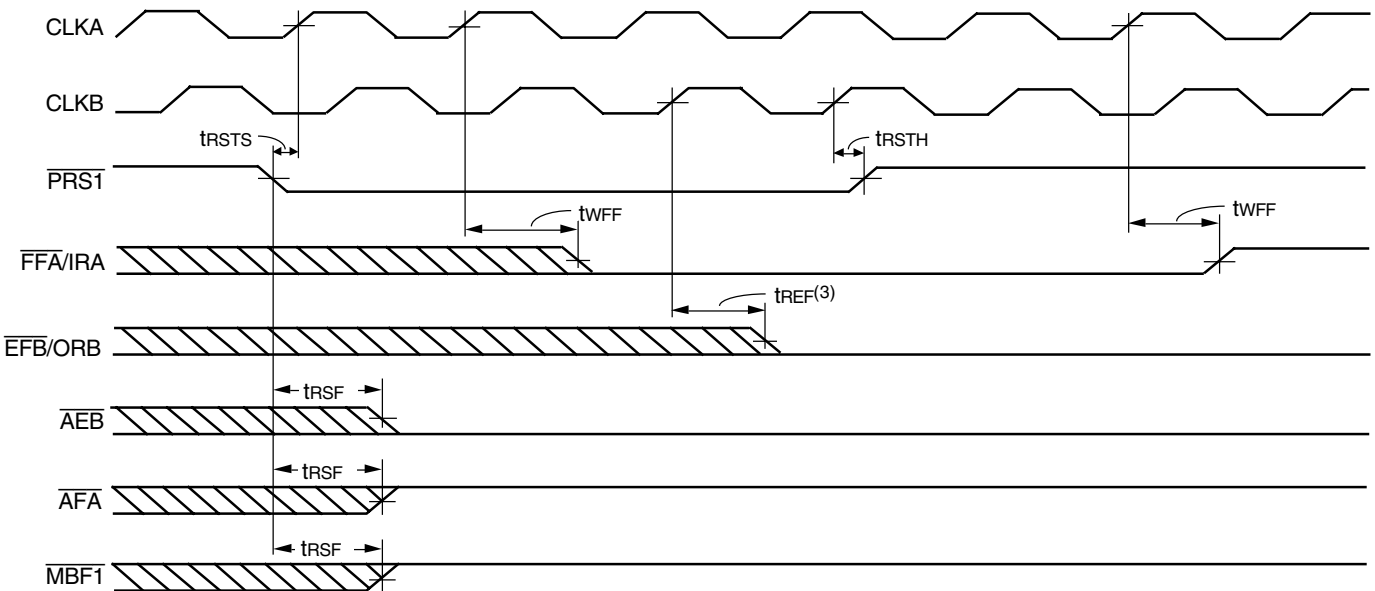 CLKA
CLKB
tRSTS
tRSTH
PRS1
tWFF
tWFF
FFA/IRA
tREF(3)
EFB/ORB
tRSF
AEB
tRSF
AFA
tRSF
MBF1